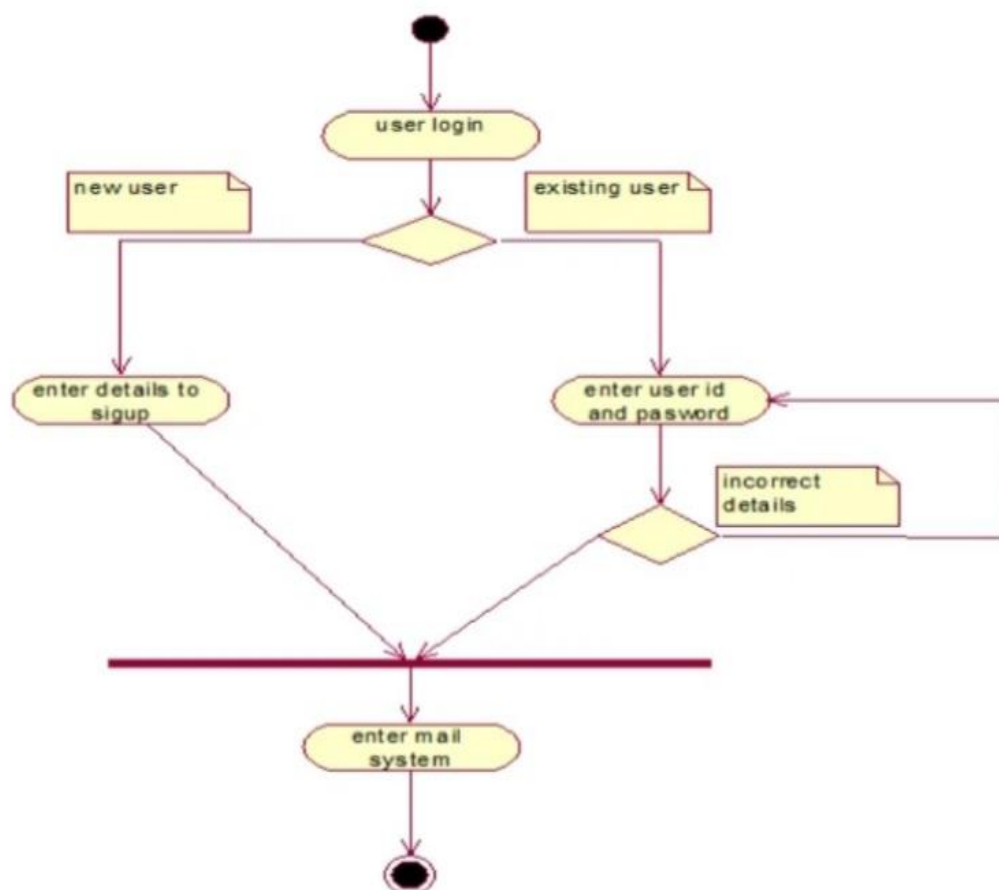 user login
new user
existing user
enter details to
sigup
enter user id
and pasword
incorrect
details
enter mail
system